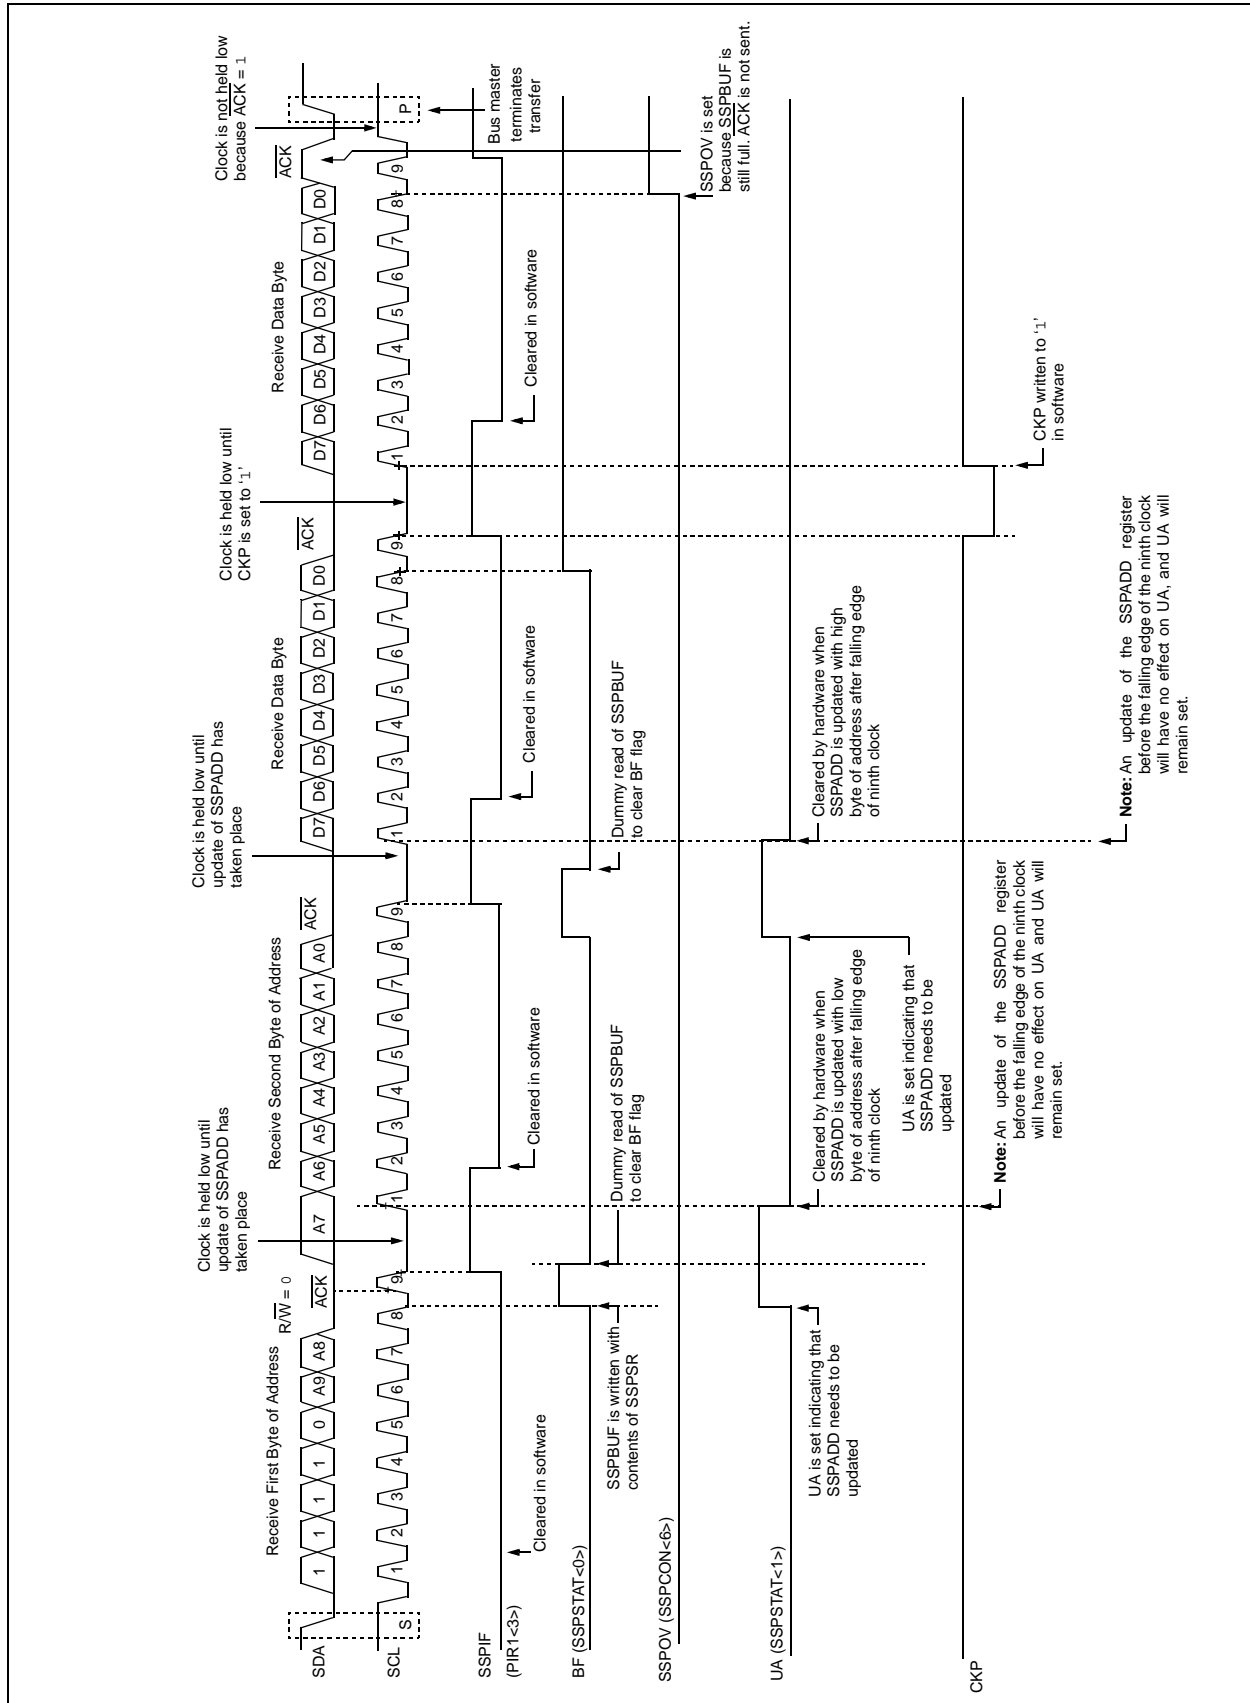 Clock is held low until
update of SSPADD has
taken place
Clock is held low until
update of SSPADD has
taken place
Clock is held low until
CKP is set to ‘1’
Clock is not held low
because ACK = 1
Receive First Byte of Address
R/W = 0
Receive Second Byte of Address
Receive Data Byte
Receive Data Byte
ACK
ACK
ACK
ACK
SDA
1 1 1 1 0 A9 A8
A7 A6 A5 A4 A3 A2 A1 A0
D7 D6 D5 D4 D3 D2 D1 D0
D7 D6 D5 D4 D3 D2 D1 D0
SCL
S
1 2 3 4 5 6 7 8 9
1 2 3 4 5 6 7 8 9
1 2 3 4 5 6 7 8 9
1 2 3 4 5 6 7 8 9
P
Bus master
terminates
transfer
SSPIF
(PIR1<3>)
Cleared in software
Cleared in software
Cleared in software
Cleared in software
BF (SSPSTAT<0>)
SSPBUF is written with
contents of SSPSR
Dummy read of SSPBUF
to clear BF flag
Dummy read of SSPBUF
to clear BF flag
SSPOV (SSPCON<6>)
SSPOV is set
because SSPBUF is
still full. ACK is not sent.
UA (SSPSTAT<1>)
UA is set indicating that
SSPADD needs to be
updated
Cleared by hardware when
SSPADD is updated with low
byte of address after falling edge
of ninth clock
UA is set indicating that
SSPADD needs to be
updated
Cleared by hardware when
SSPADD is updated with high
byte of address after falling edge
of ninth clock
CKP
CKP written to ‘1’
in software
Note: An update of the SSPADD register
before the falling edge of the ninth clock
will have no effect on UA and UA will
remain set.
Note: An update of the SSPADD register
before the falling edge of the ninth clock
will have no effect on UA, and UA will
remain set.